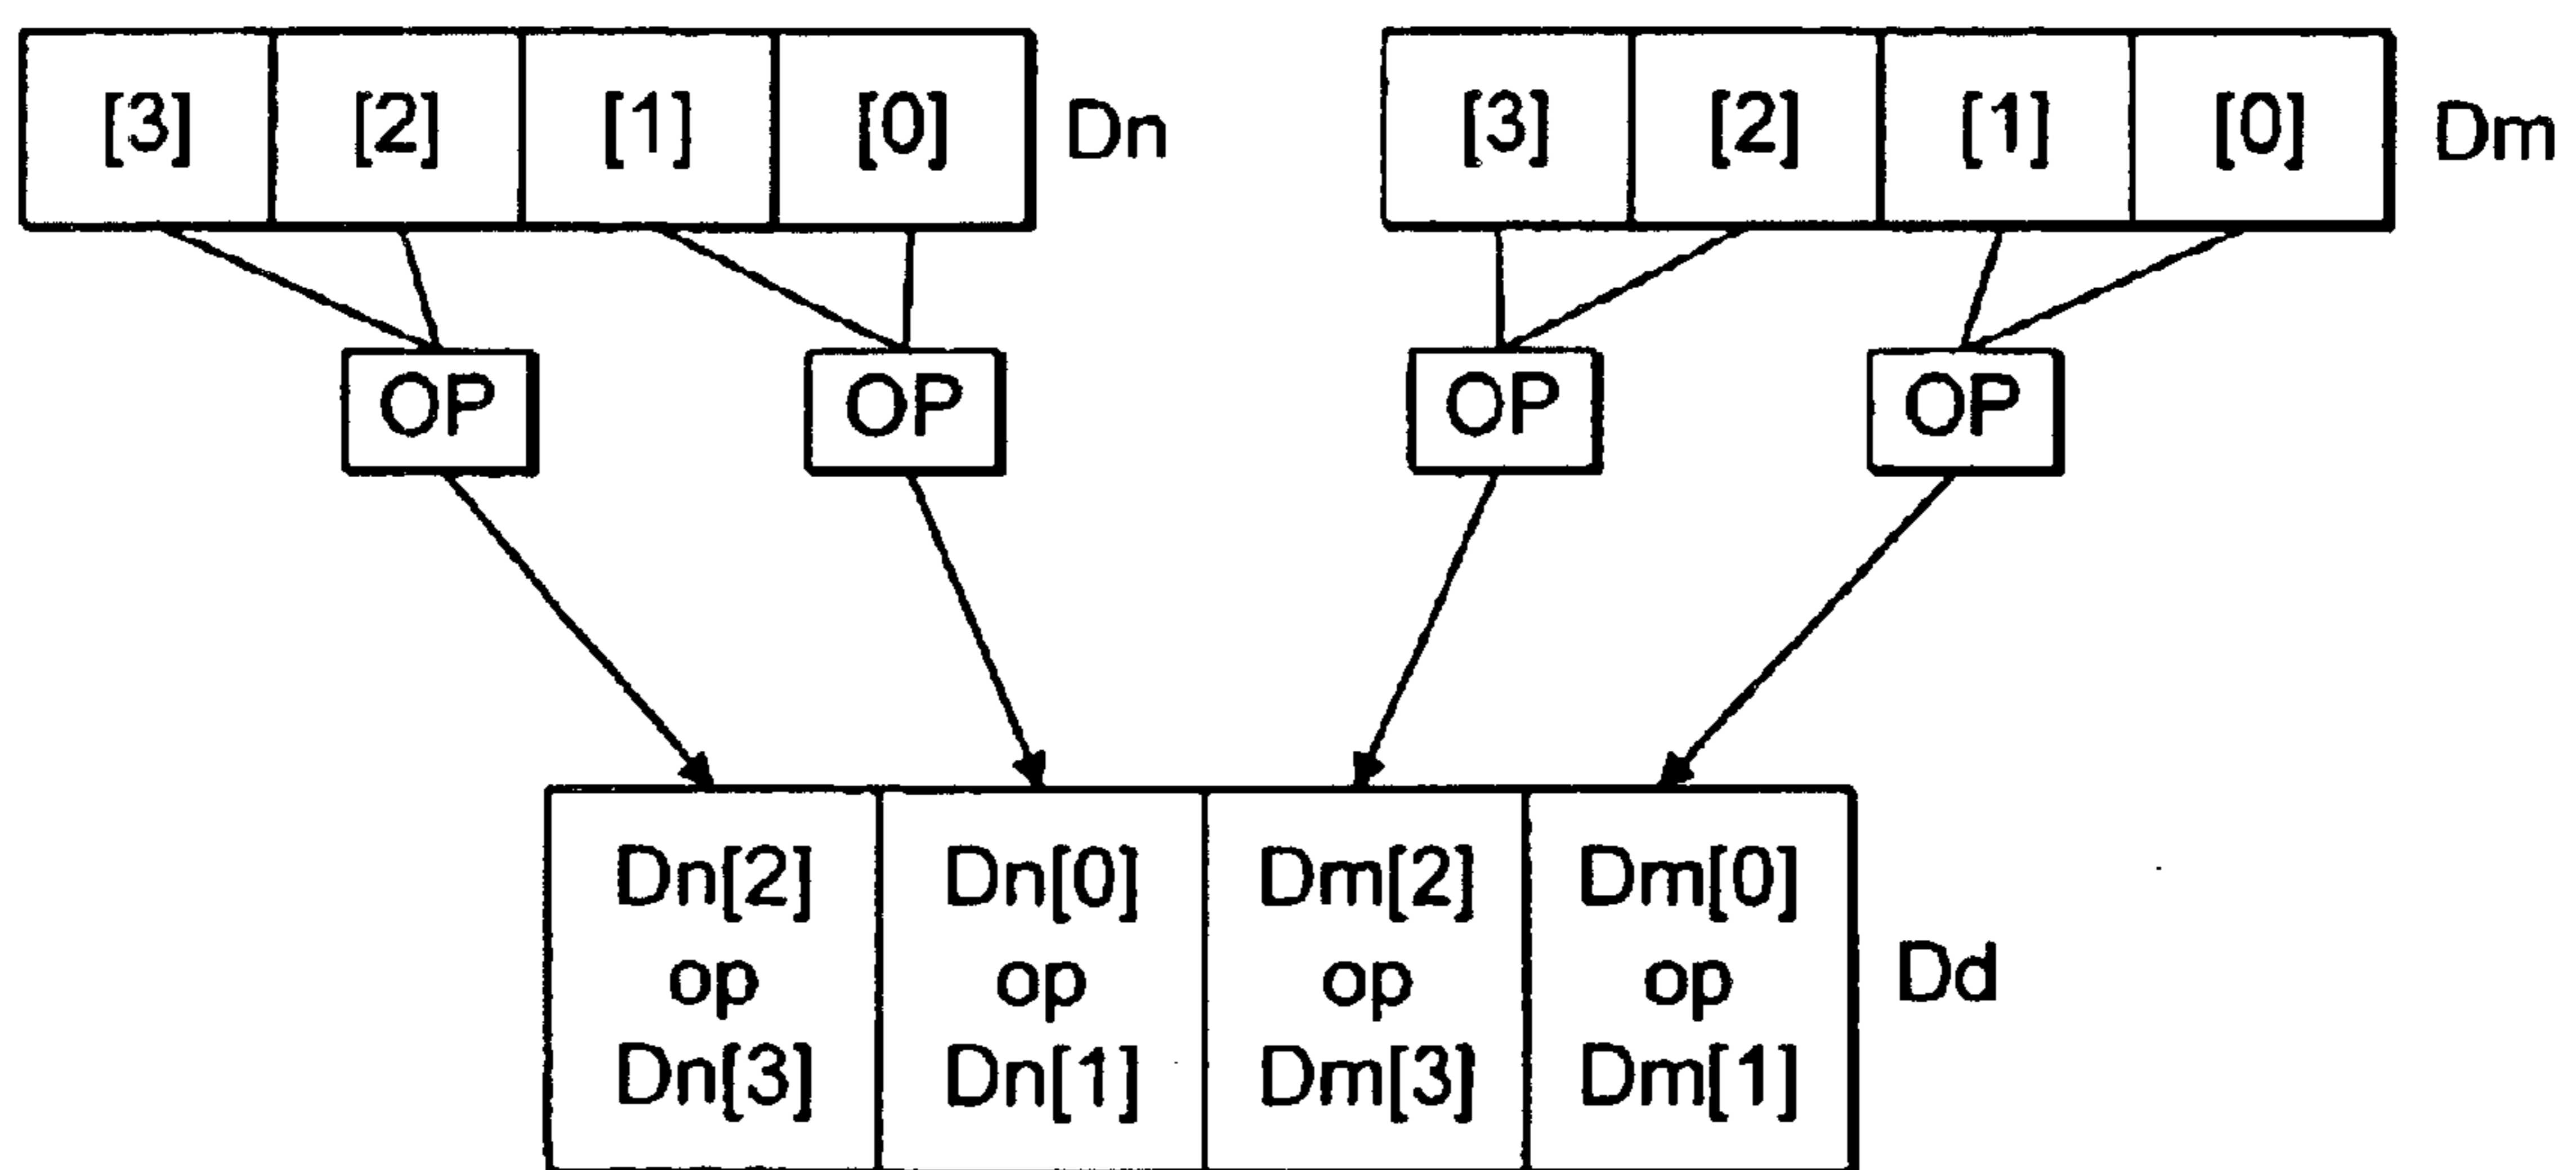 [3] [2] [1] [0] Dn [3] [2] [1] [0] Dm
OP OP OP OP
Dn[2] Dn[0] Dm[2] Dm[0]
op op op op Dd
Dn[3] Dn[1] Dm[3] Dm[1]